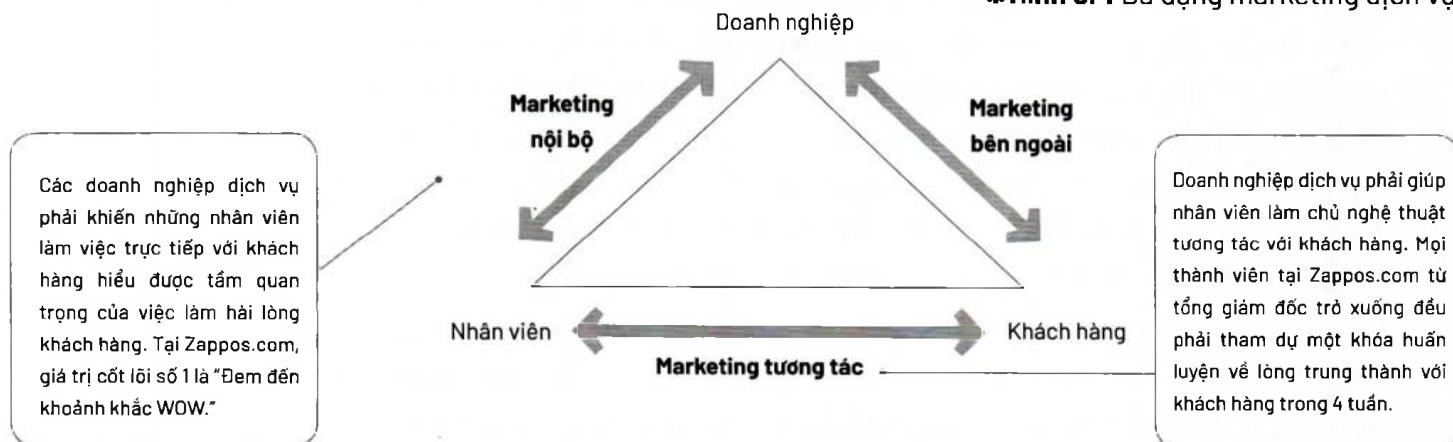 Doanh nghiệp
Marketing
nội bộ
Marketing
bên ngoài
Các doanh nghiệp dịch vụ
phải khiến những nhân viên
làm việc trực tiếp với khách
hàng hiểu được tầm quan
trọng của việc làm hài lòng
khách hàng. Tại Zappos.com,
giá trị cốt lõi số 1 là "Đem đến
khoảnh khắc WOW."
Doanh nghiệp dịch vụ phải giúp
nhân viên làm chủ nghệ thuật
tương tác với khách hàng. Mọi
thành viên tại Zappos.com từ
tổng giám đốc trở xuống đều
phải tham dự một khóa huấn
luyện về lòng trung thành với
khách hàng trong 4 tuần.
Nhân viên
Khách hàng
Marketing tương tác